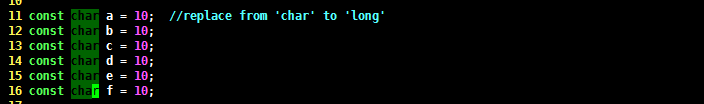 11 const char a = 10;  //replace from 'char' to 'long'
12 const char b = 10;
13 const char c = 10;
14 const char d = 10;
15 const char e = 10;
16 const char f = 10;